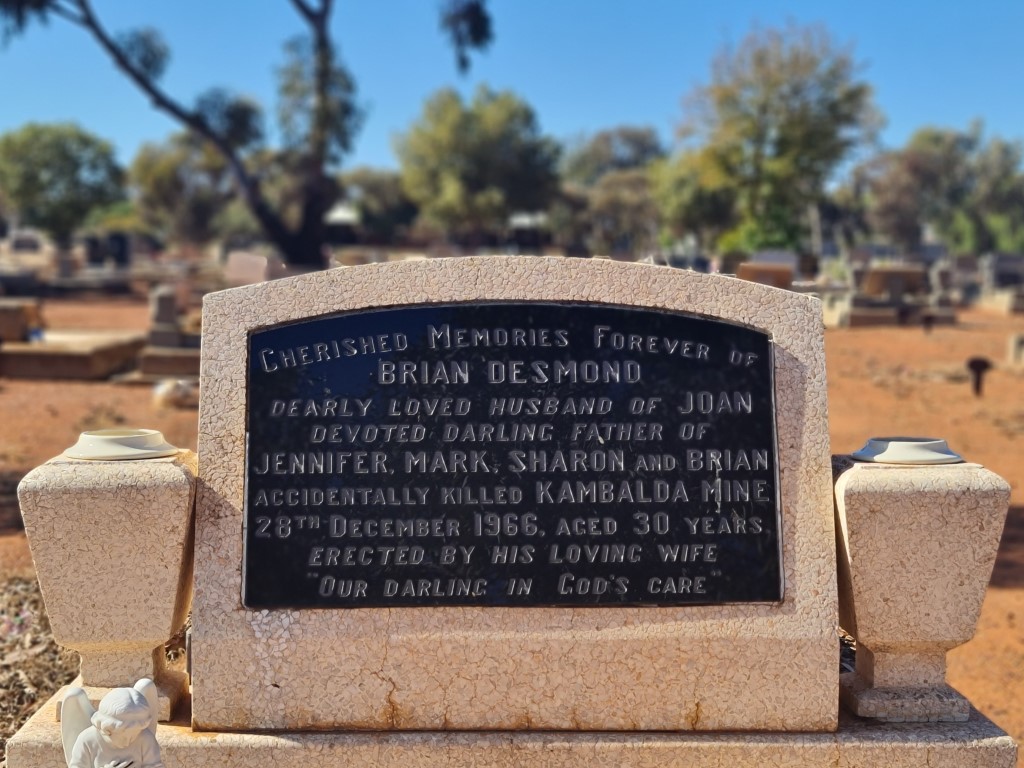 Cherished Memories Forever of
BRIAN DESMOND
dearly loved husband of JOAN
devoted darling father of
JENNIFER, MARK, SHARON and BRIAN
accidentally killed KAMBALDA MINE
28TH December 1966, aged 30 years,
erected by his loving wife
"Our darling in God's care"